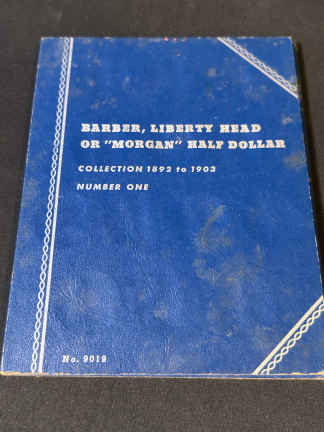 BARBER, LIBERTY HEAD
OR "MORGAN" HALF DOLLAR
COLLECTION 1892 to 1903
NUMBER ONE
No. 9019